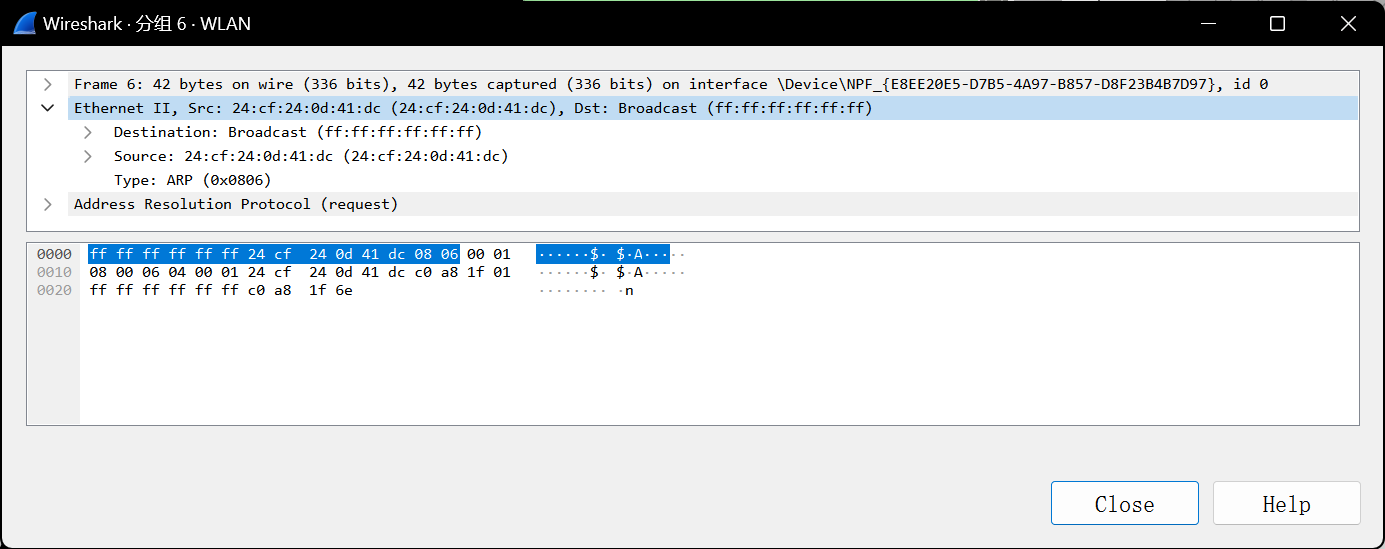 Wireshark · 分组 6 · WLAN
Frame 6: 42 bytes on wire (336 bits), 42 bytes captured (336 bits) on interface \Device\NPF_{E8EE20E5-D7B5-4A97-B857-D8F23B4B7D97}, id 0
Ethernet II, Src: 24:cf:24:0d:41:dc (24:cf:24:0d:41:dc), Dst: Broadcast (ff:ff:ff:ff:ff:ff)
Destination: Broadcast (ff:ff:ff:ff:ff:ff)
Source: 24:cf:24:0d:41:dc (24:cf:24:0d:41:dc)
Type: ARP (0x0806)
Address Resolution Protocol (request)
0000 ff ff ff ff ff ff 24 cf 24 0d 41 dc 08 06 00 01 ······$· $·A·····
0010 08 00 06 04 00 01 24 cf 24 0d 41 dc c0 a8 1f 01 ······$· $·A·····
0020 ff ff ff ff ff ff c0 a8 1f 6e ········ ·n
Close Help